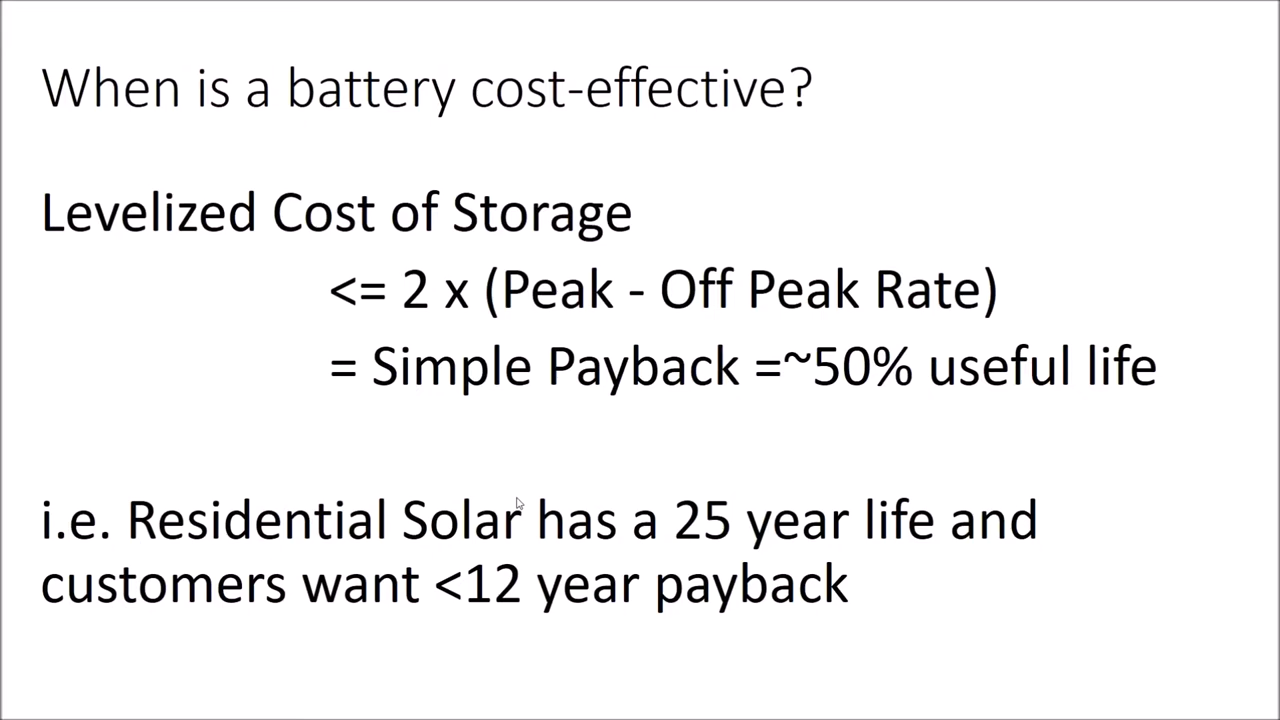 When is a battery cost-effective?
Levelized Cost of Storage
<= 2 x (Peak - Off Peak Rate)
= Simple Payback =~50% useful life
i.e. Residential Solar has a 25 year life and
customers want <12 year payback